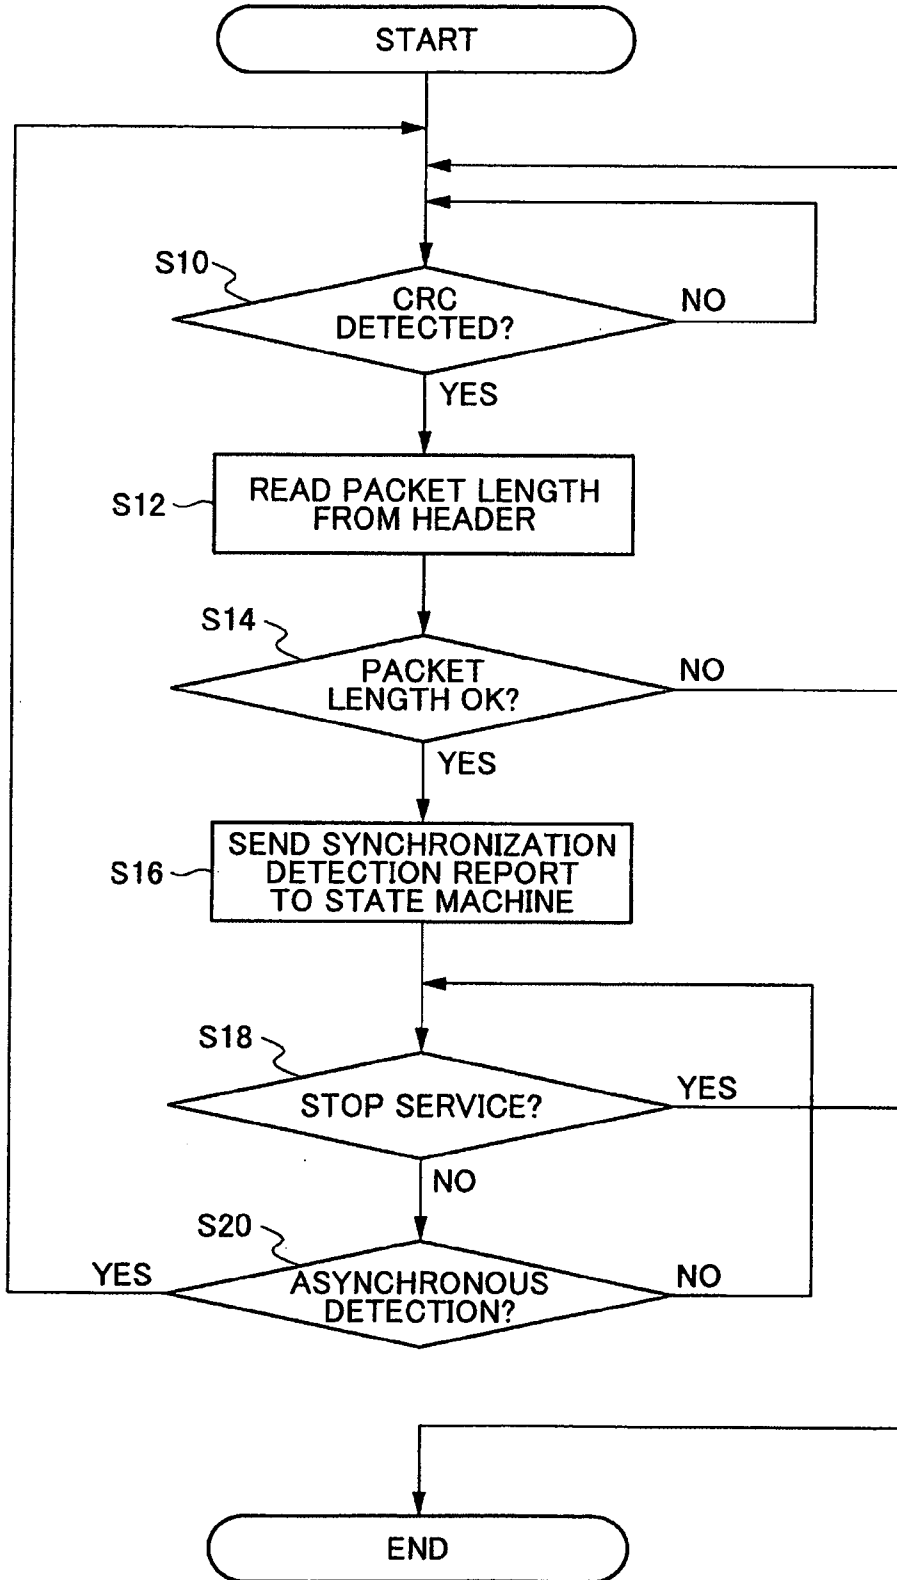 START
S10
CRC
DETECTED?
NO
YES
S12
READ PACKET LENGTH
FROM HEADER
S14
PACKET
LENGTH OK?
NO
YES
S16
SEND SYNCHRONIZATION
DETECTION REPORT
TO STATE MACHINE
S18
STOP SERVICE?
YES
NO
S20
YES
ASYNCHRONOUS
DETECTION?
NO
END